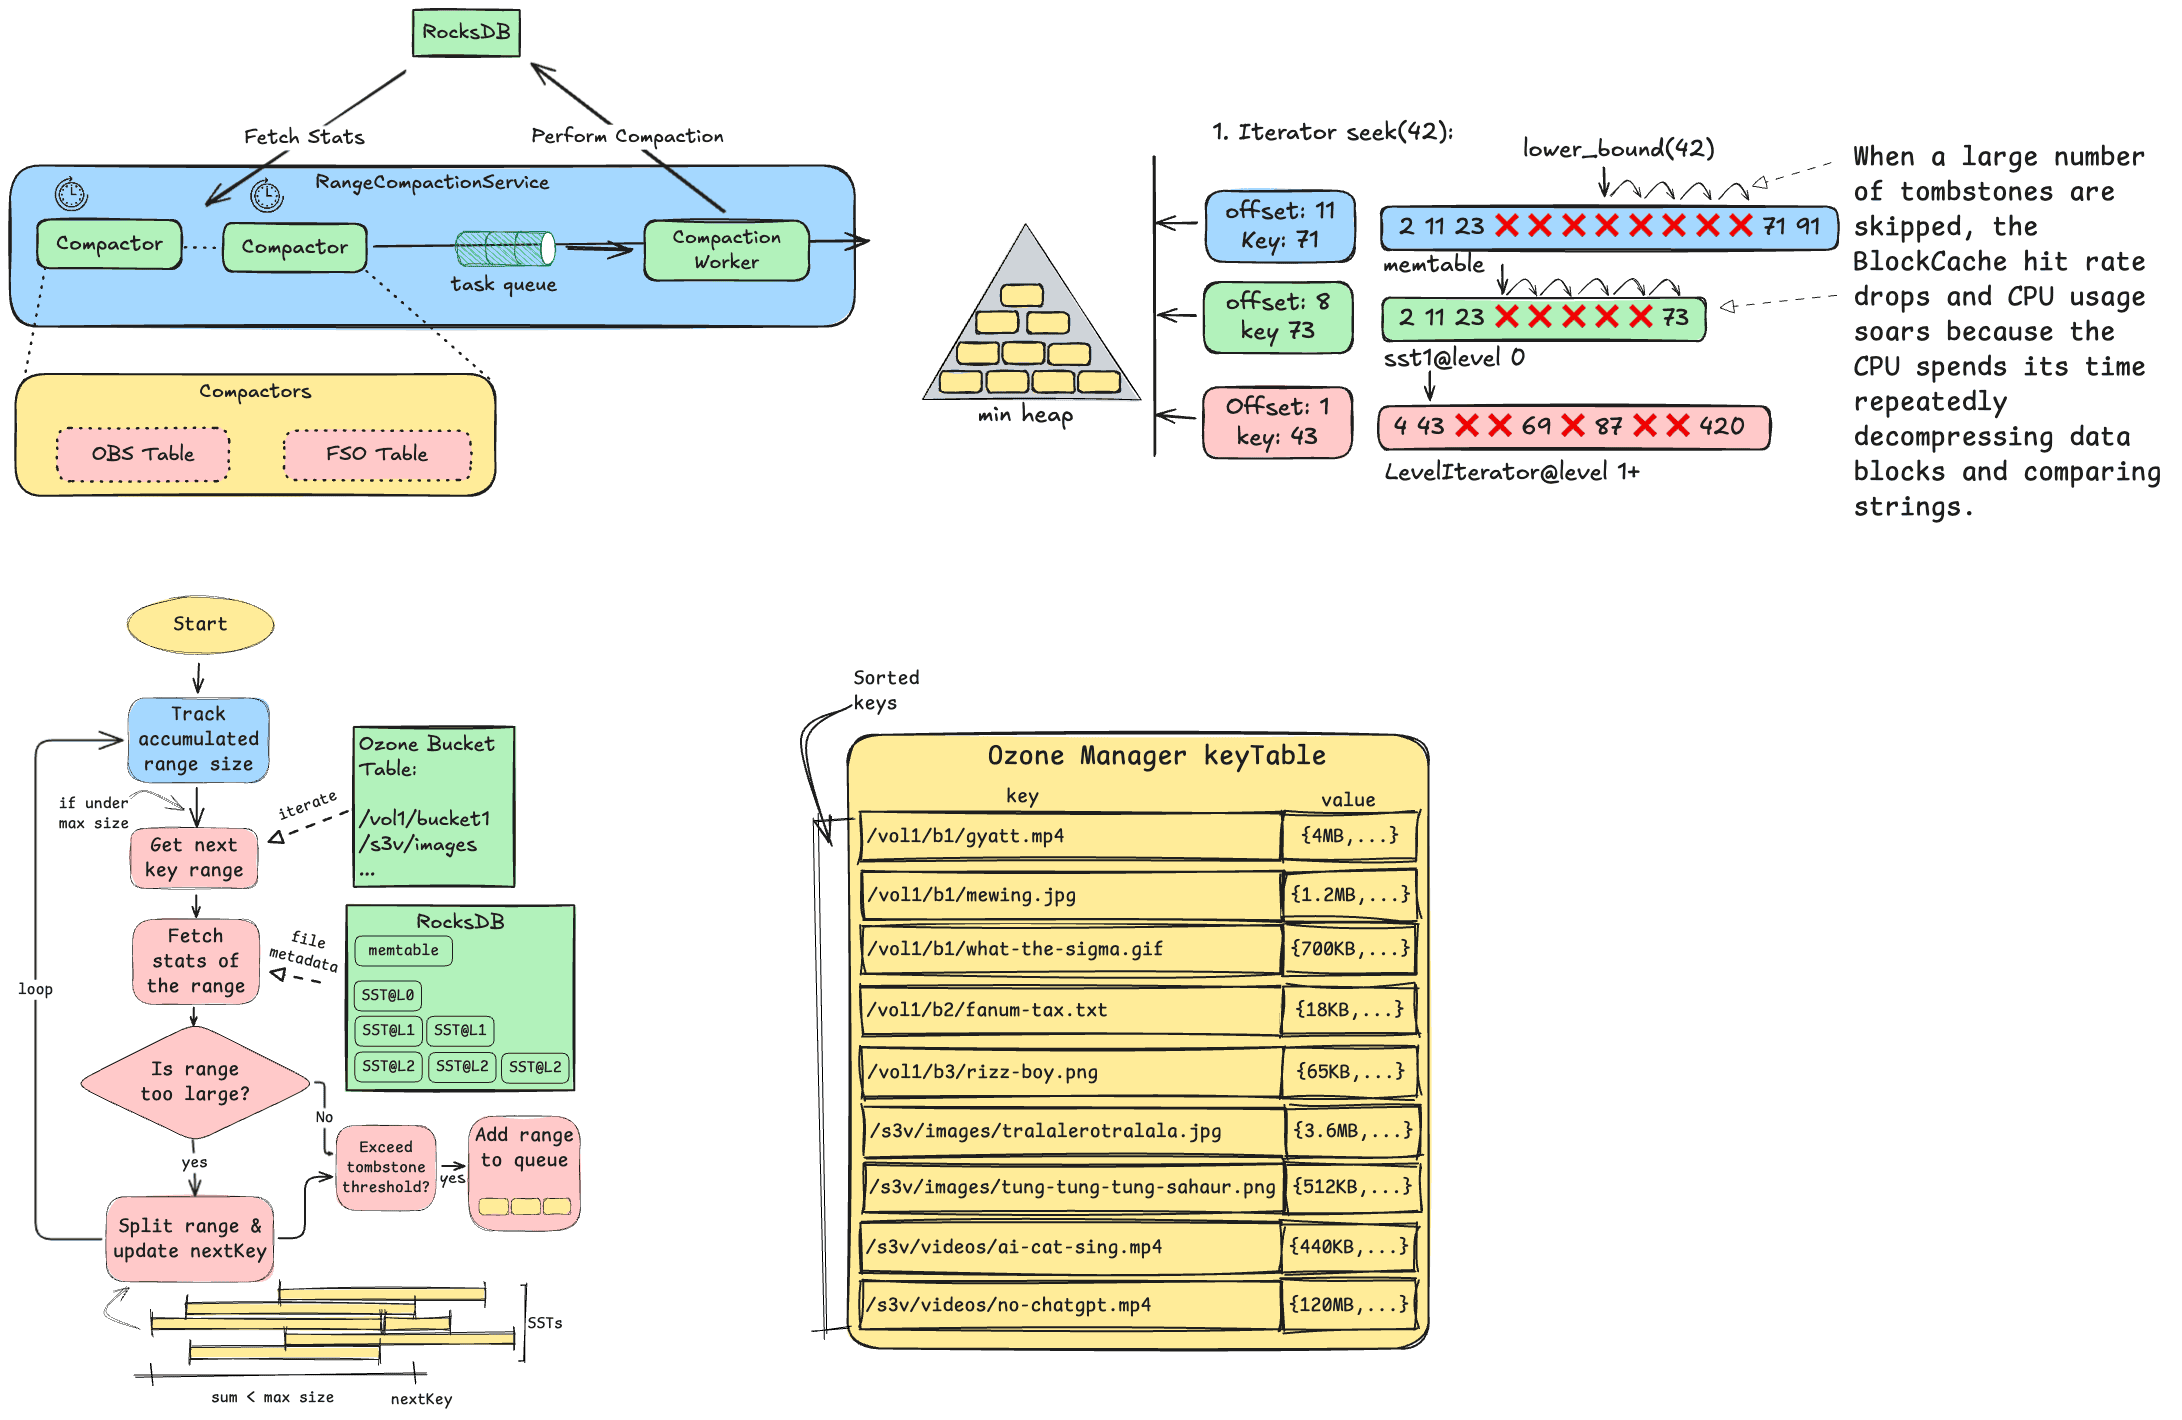 RocksDB
Fetch Stats
Perform Compaction
RangeCompactionService
Compactor
Compactor
task queue
Compaction
Worker
Compactors
OBS Table
FSO Table
1. Iterator seek(42):
lower_bound(42)
offset: 11
Key: 71
2 11 23 ❌ ❌ ❌ ❌ ❌ ❌ ❌ ❌ 71 91
memtable
offset: 8
key 73
2 11 23 ❌ ❌ ❌ ❌ ❌ 73
sst1@level 0
Offset: 1
key: 43
4 43 ❌ ❌ 69 ❌ 87 ❌ ❌ 420
LevelIterator@level 1+
min heap
When a large number
of tombstones are
skipped, the
BlockCache hit rate
drops and CPU usage
soars because the
CPU spends its time
repeatedly
decompressing data
blocks and comparing
strings.
Start
Track
accumulated
range size
if under
max size
Get next
key range
iterate
Ozone Bucket
Table:
/vol1/bucket1
/s3v/images
...
Fetch
stats of
the range
file
metadata
RocksDB
memtable
SST@L0
SST@L1 SST@L1
SST@L2 SST@L2 SST@L2
loop
Is range
too large?
No
yes
Exceed
tombstone
threshold?
yes
Add range
to queue
Split range &
update nextKey
SSTs
sum < max size
nextKey
Sorted
keys
Ozone Manager keyTable
key value
/vol1/b1/gyatt.mp4 {4MB,...}
/vol1/b1/mewing.jpg {1.2MB,...}
/vol1/b1/what-the-sigma.gif {700KB,...}
/vol1/b2/fanum-tax.txt {18KB,...}
/vol1/b3/rizz-boy.png {65KB,...}
/s3v/images/tralalerotralala.jpg {3.6MB,...}
/s3v/images/tung-tung-tung-sahaur.png {512KB,...}
/s3v/videos/ai-cat-sing.mp4 {440KB,...}
/s3v/videos/no-chatgpt.mp4 {120MB,...}